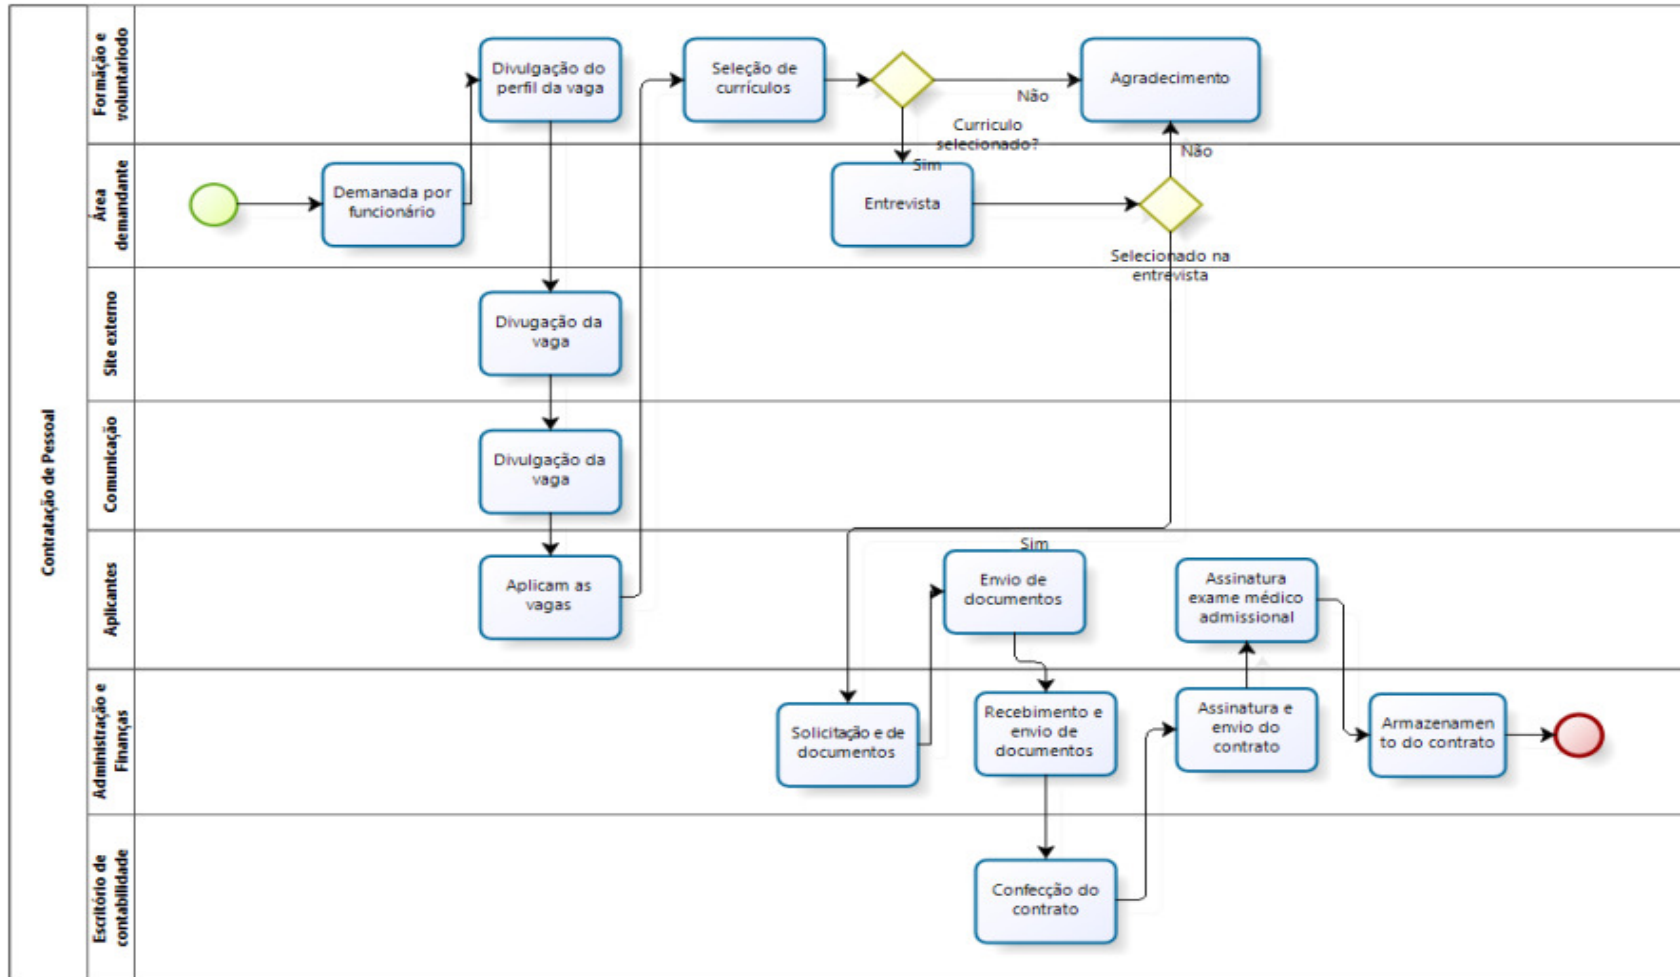 Contratação de Pessoal
Formação e
voluntariodo
Divulgação do
perfil da vaga
Seleção de
currículos
Não
Agradecimento
Curriculo
selecionado?
Sim
Área
demandante
Demanada por
funcionário
Entrevista
Não
Selecionado na
entrevista
Site externo
Divugação da
vaga
Comunicação
Divulgação da
vaga
Aplicantes
Aplicam as
vagas
Sim
Envio de
documentos
Assinatura
exame médico
admissional
Administração e
Finanças
Solicitação e de
documentos
Recebimento e
envio de
documentos
Assinatura e
envio do
contrato
Armazenamen
to do contrato
Escritório de
contabilidade
Confecção do
contrato